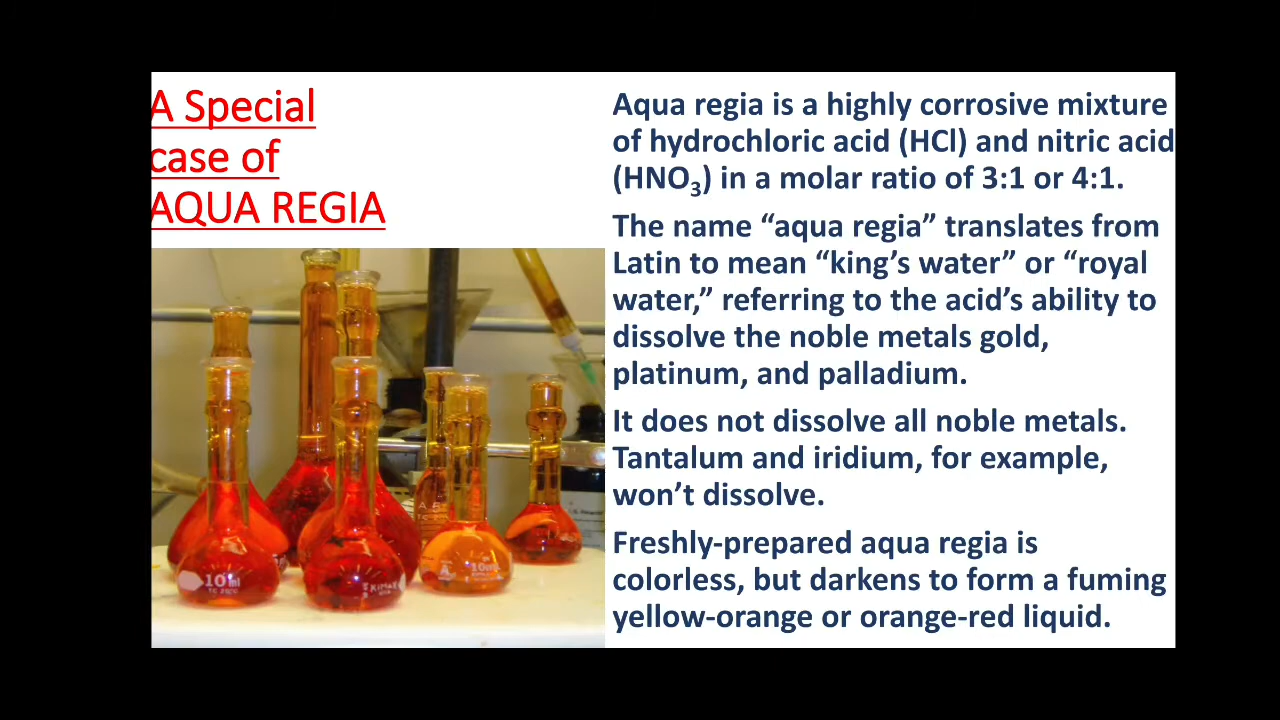 A Special
case of
AQUA REGIA
Aqua regia is a highly corrosive mixture
of hydrochloric acid (HCl) and nitric acid
(HNO₃) in a molar ratio of 3:1 or 4:1.
The name “aqua regia” translates from
Latin to mean “king’s water” or “royal
water,” referring to the acid’s ability to
dissolve the noble metals gold,
platinum, and palladium.
It does not dissolve all noble metals.
Tantalum and iridium, for example,
won’t dissolve.
Freshly-prepared aqua regia is
colorless, but darkens to form a fuming
yellow-orange or orange-red liquid.
10 ml
KIMAX